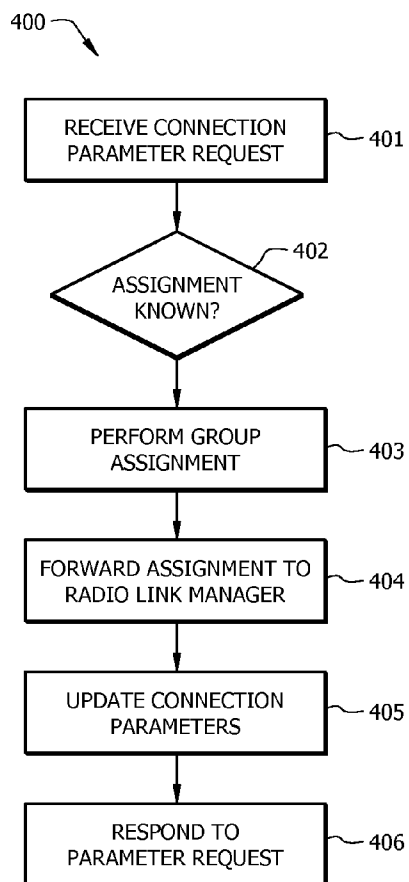 400
RECEIVE CONNECTION
PARAMETER REQUEST
401
402
ASSIGNMENT
KNOWN?
PERFORM GROUP
ASSIGNMENT
403
FORWARD ASSIGNMENT TO
RADIO LINK MANAGER
404
UPDATE CONNECTION
PARAMETERS
405
RESPOND TO
PARAMETER REQUEST
406